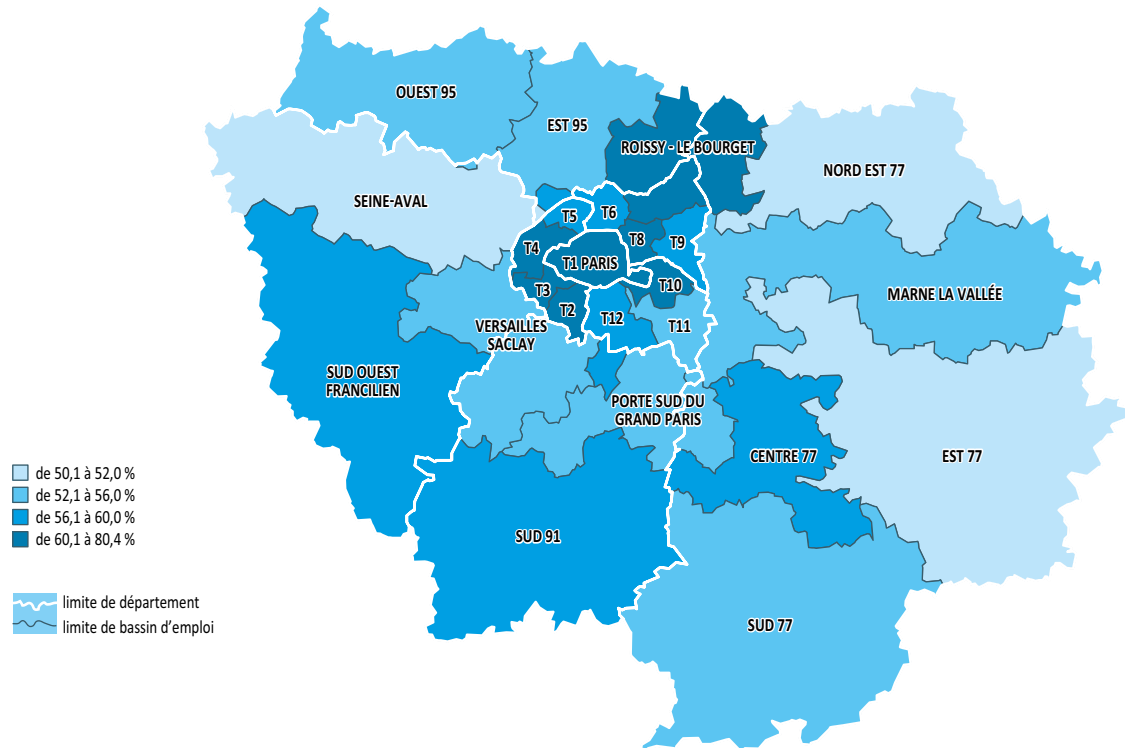 OUEST 95
EST 95
ROISSY - LE BOURGET
NORD EST 77
SEINE-AVAL
T5
T6
T4
T8
T9
T1 PARIS
T3
T10
T2
T12
T11
MARNE LA VALLÉE
VERSAILLES
SACLAY
SUD OUEST
FRANCILIEN
PORTE SUD DU
GRAND PARIS
CENTRE 77
EST 77
SUD 91
SUD 77
de 50,1 à 52,0 %
de 52,1 à 56,0 %
de 56,1 à 60,0 %
de 60,1 à 80,4 %
limite de département
limite de bassin d’emploi